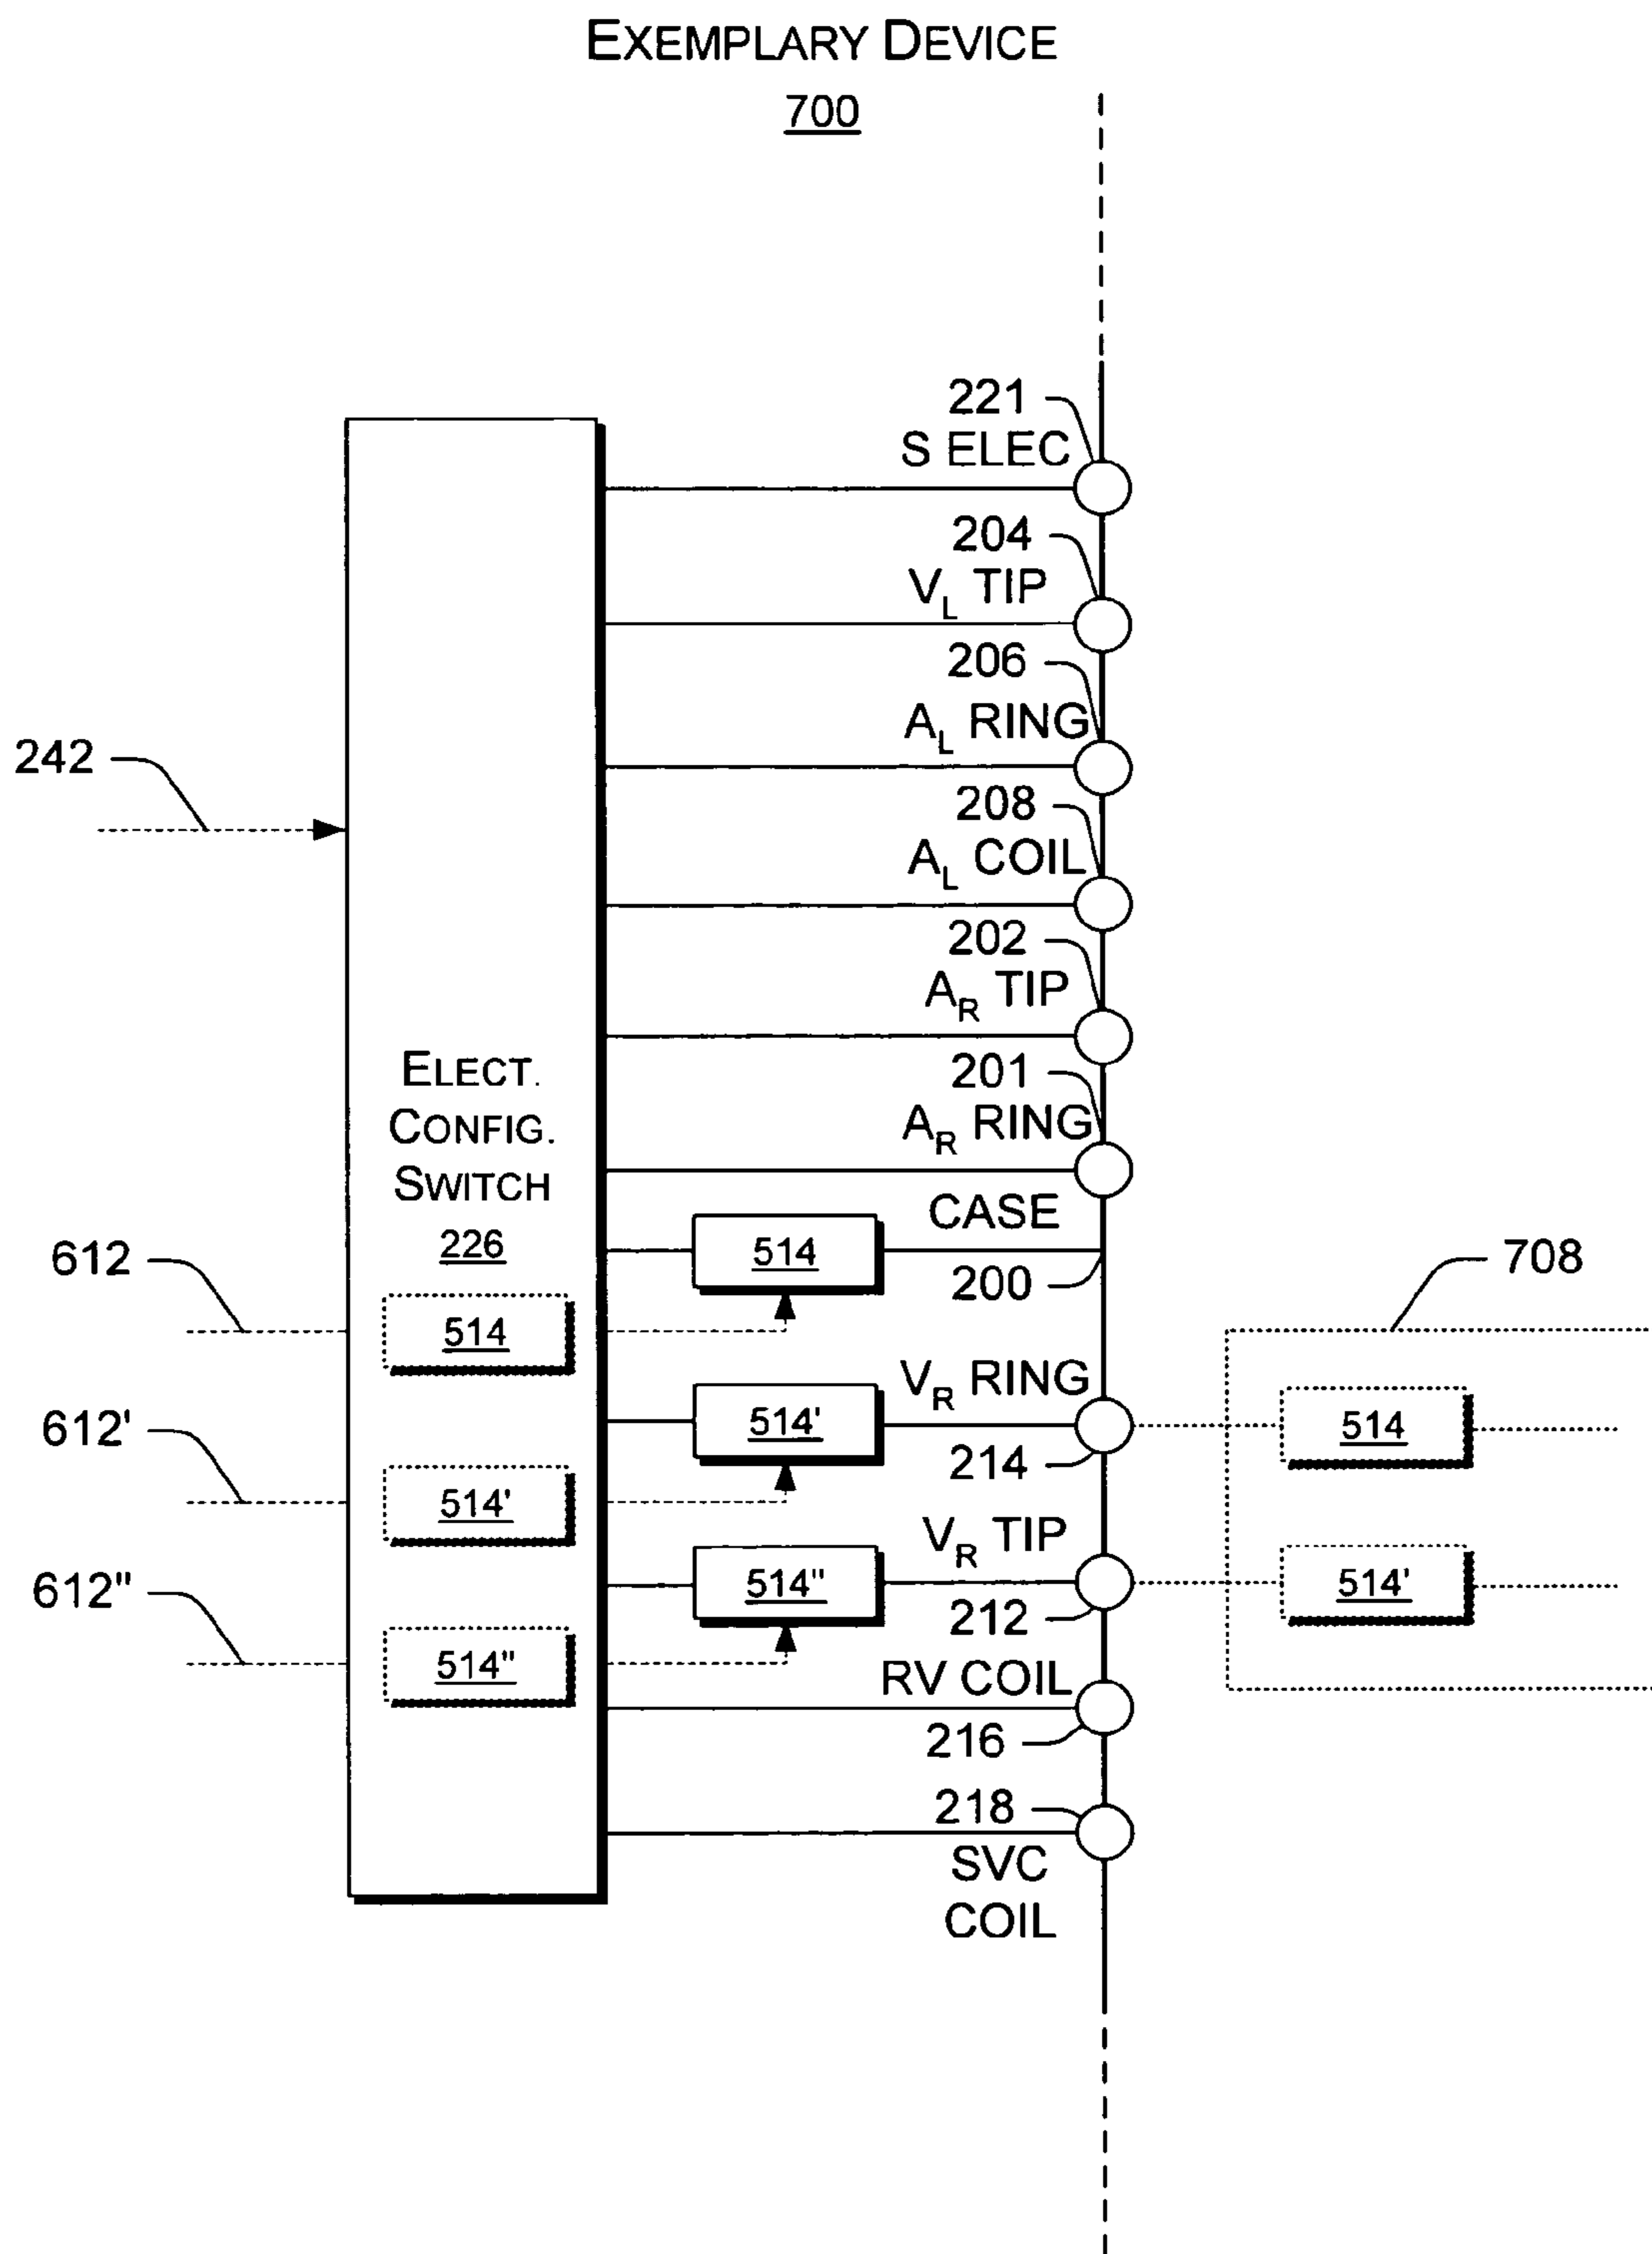 EXEMPLARY DEVICE
700
221
S ELEC
204
VL TIP
206
AL RING
242
208
AL COIL
202
AR TIP
201
AR RING
ELECT.
CONFIG.
SWITCH
226
CASE
514
200
612
514
708
VR RING
514'
214
514
612'
514'
VR TIP
514"
212
514'
612"
514"
RV COIL
216
218
SVC
COIL